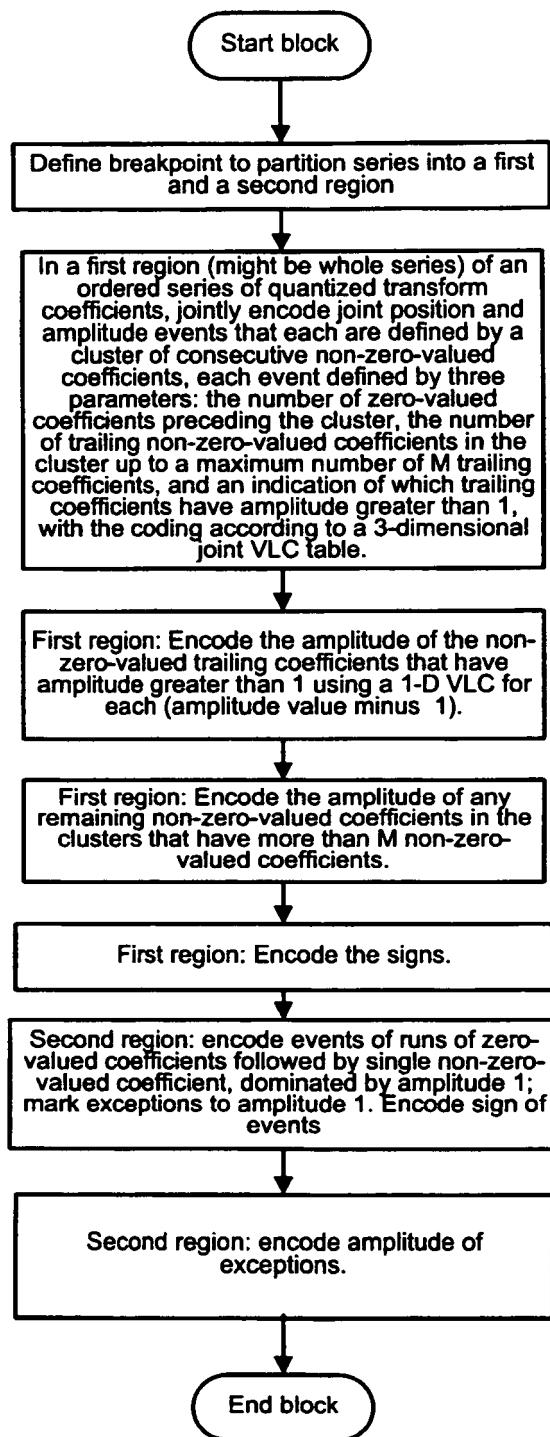 Start block
Define breakpoint to partition series into a first
and a second region
In a first region (might be whole series) of an
ordered series of quantized transform
coefficients, jointly encode joint position and
amplitude events that each are defined by a
cluster of consecutive non-zero-valued
coefficients, each event defined by three
parameters: the number of zero-valued
coefficients preceding the cluster, the number
of trailing non-zero-valued coefficients in the
cluster up to a maximum number of M trailing
coefficients, and an indication of which trailing
coefficients have amplitude greater than 1,
with the coding according to a 3-dimensional
joint VLC table.
First region: Encode the amplitude of the non-
zero-valued trailing coefficients that have
amplitude greater than 1 using a 1-D VLC for
each (amplitude value minus 1).
First region: Encode the amplitude of any
remaining non-zero-valued coefficients in the
clusters that have more than M non-zero-
valued coefficients.
First region: Encode the signs.
Second region: encode events of runs of zero-
valued coefficients followed by single non-zero-
valued coefficient, dominated by amplitude 1;
mark exceptions to amplitude 1. Encode sign of
events
Second region: encode amplitude of
exceptions.
End block